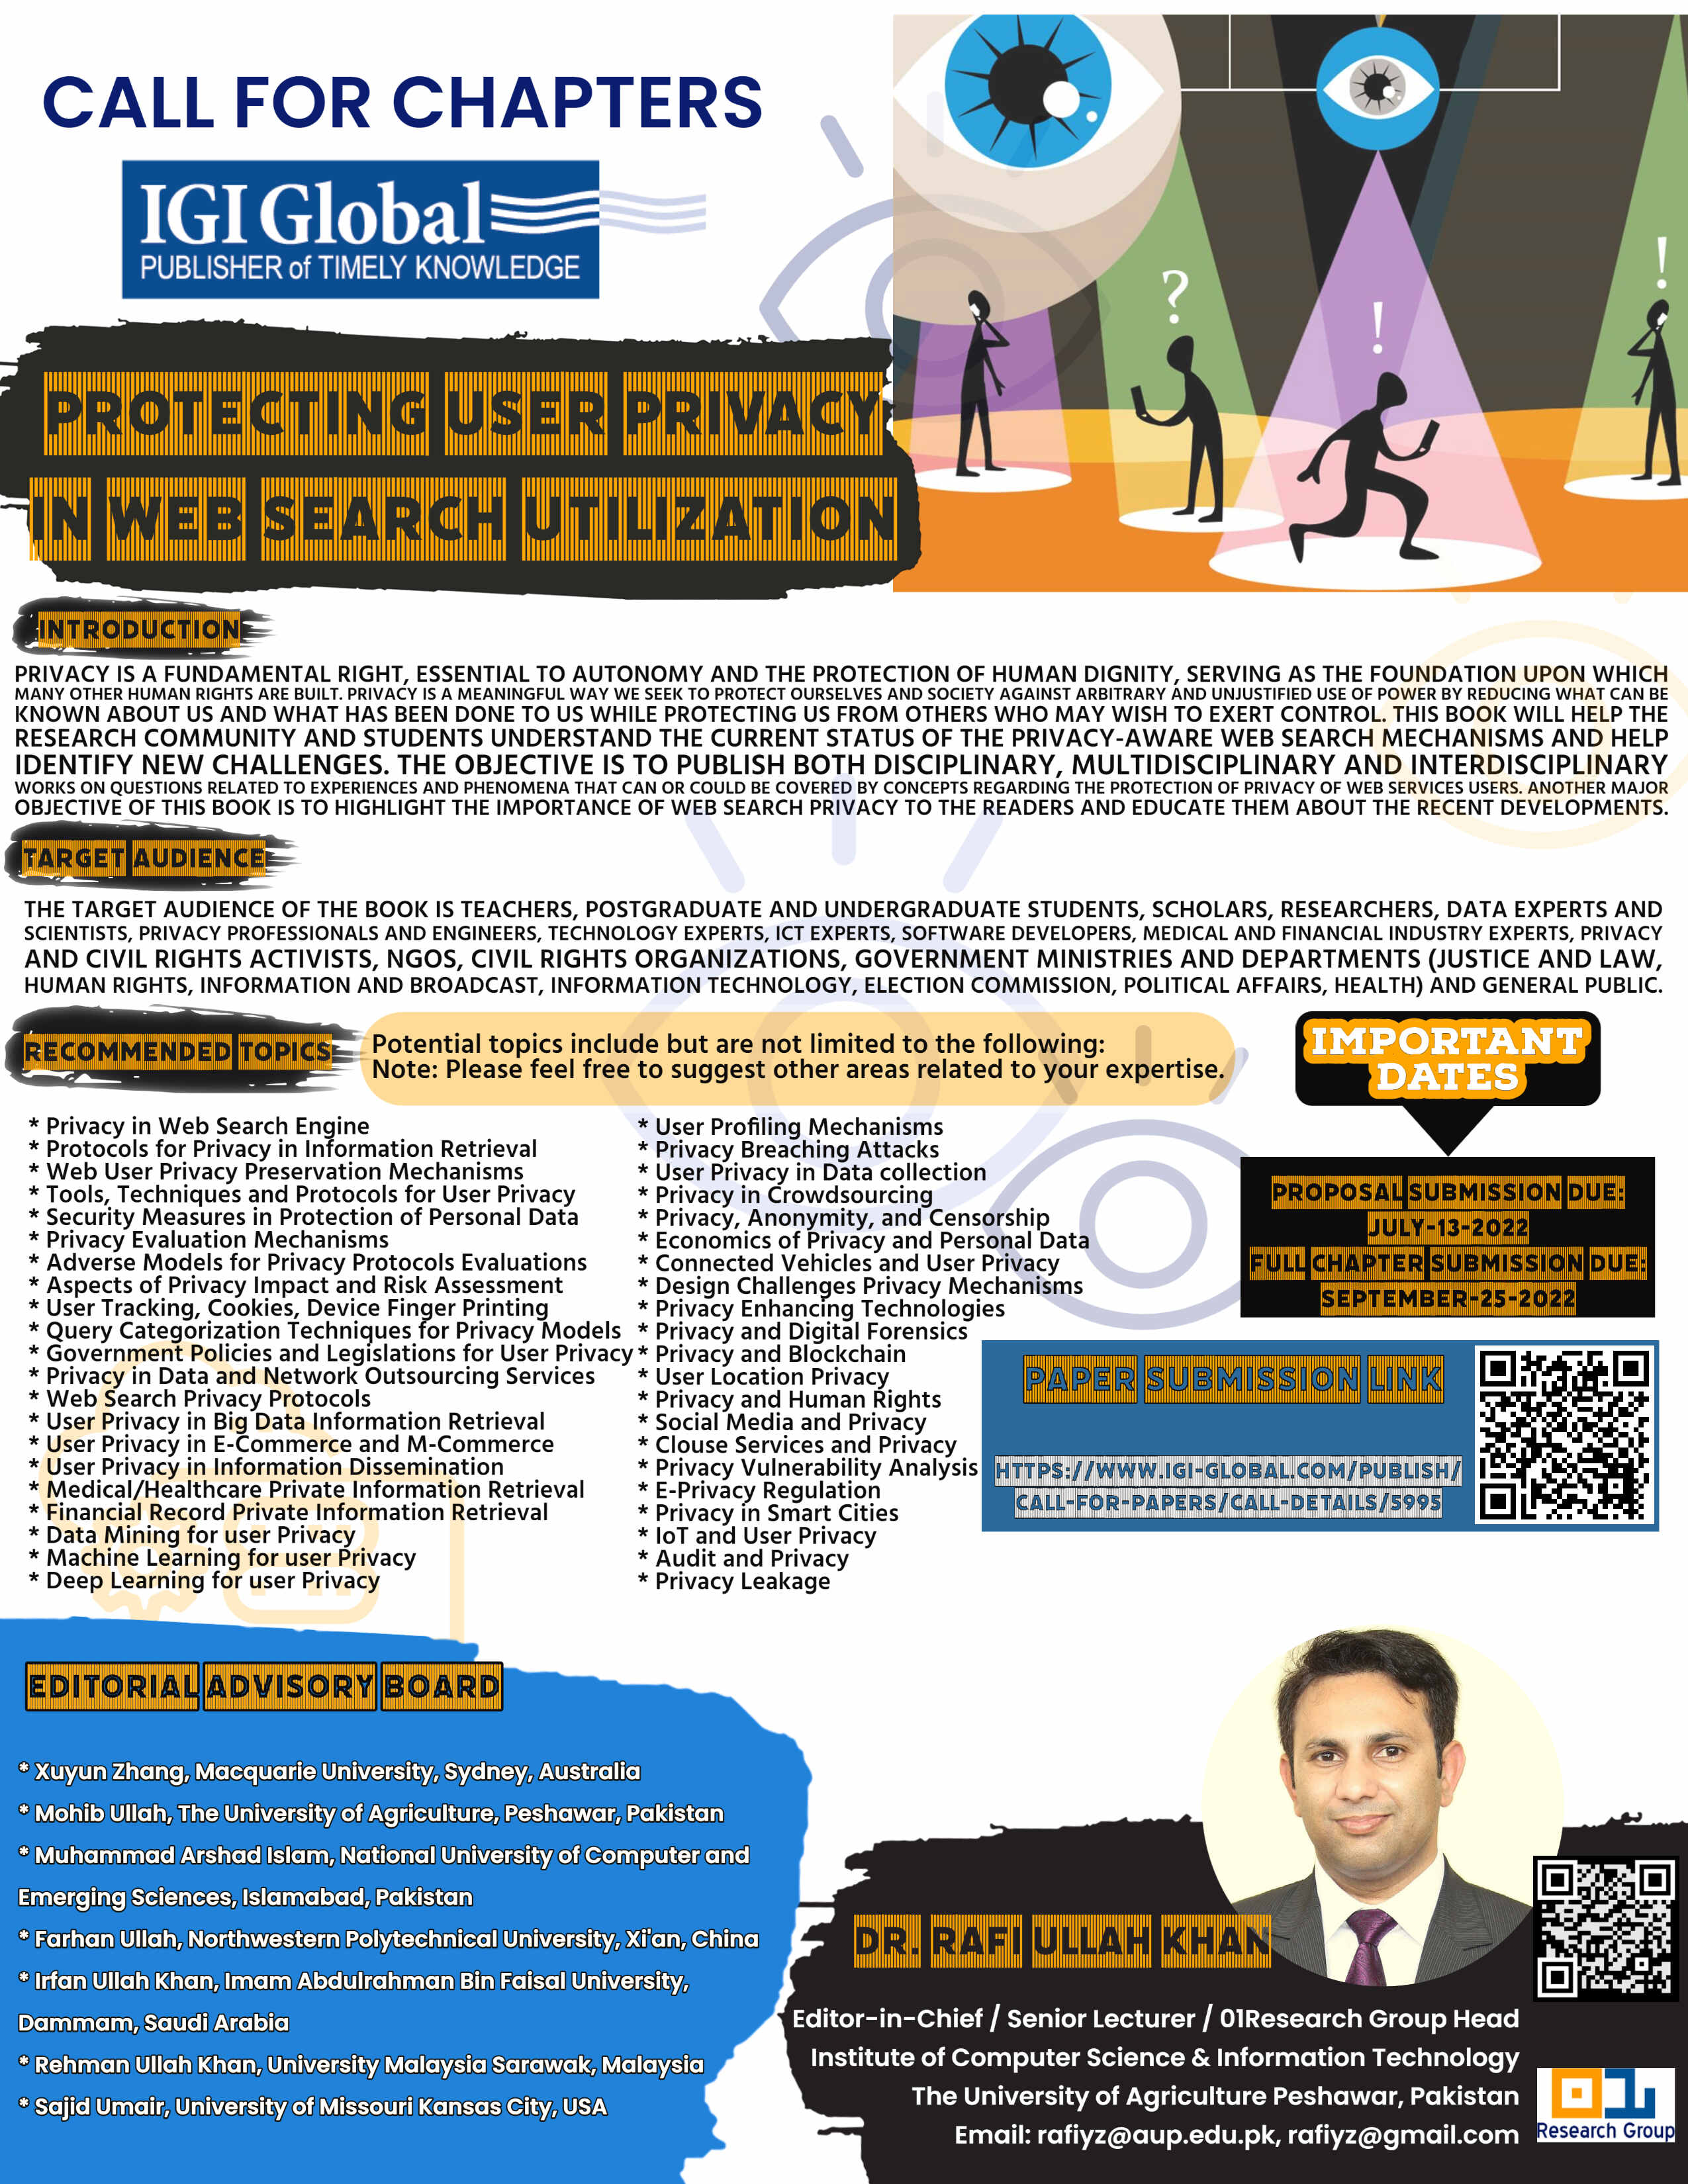 CALL FOR CHAPTERS
IGI Global
PUBLISHER of TIMELY KNOWLEDGE
?
!
!
PROTECTING USER PRIVACY
IN WEB SEARCH UTILIZATION
INTRODUCTION
PRIVACY IS A FUNDAMENTAL RIGHT, ESSENTIAL TO AUTONOMY AND THE PROTECTION OF HUMAN DIGNITY, SERVING AS THE FOUNDATION UPON WHICH
MANY OTHER HUMAN RIGHTS ARE BUILT. PRIVACY IS A MEANINGFUL WAY WE SEEK TO PROTECT OURSELVES AND SOCIETY AGAINST ARBITRARY AND UNJUSTIFIED USE OF POWER BY REDUCING WHAT CAN BE
KNOWN ABOUT US AND WHAT HAS BEEN DONE TO US WHILE PROTECTING US FROM OTHERS WHO MAY WISH TO EXERT CONTROL. THIS BOOK WILL HELP THE
RESEARCH COMMUNITY AND STUDENTS UNDERSTAND THE CURRENT STATUS OF THE PRIVACY-AWARE WEB SEARCH MECHANISMS AND HELP
IDENTIFY NEW CHALLENGES. THE OBJECTIVE IS TO PUBLISH BOTH DISCIPLINARY, MULTIDISCIPLINARY AND INTERDISCIPLINARY
WORKS ON QUESTIONS RELATED TO EXPERIENCES AND PHENOMENA THAT CAN OR COULD BE COVERED BY CONCEPTS REGARDING THE PROTECTION OF PRIVACY OF WEB SERVICES USERS. ANOTHER MAJOR
OBJECTIVE OF THIS BOOK IS TO HIGHLIGHT THE IMPORTANCE OF WEB SEARCH PRIVACY TO THE READERS AND EDUCATE THEM ABOUT THE RECENT DEVELOPMENTS.
TARGET AUDIENCE
THE TARGET AUDIENCE OF THE BOOK IS TEACHERS, POSTGRADUATE AND UNDERGRADUATE STUDENTS, SCHOLARS, RESEARCHERS, DATA EXPERTS AND
SCIENTISTS, PRIVACY PROFESSIONALS AND ENGINEERS, TECHNOLOGY EXPERTS, ICT EXPERTS, SOFTWARE DEVELOPERS, MEDICAL AND FINANCIAL INDUSTRY EXPERTS, PRIVACY
AND CIVIL RIGHTS ACTIVISTS, NGOS, CIVIL RIGHTS ORGANIZATIONS, GOVERNMENT MINISTRIES AND DEPARTMENTS (JUSTICE AND LAW,
HUMAN RIGHTS, INFORMATION AND BROADCAST, INFORMATION TECHNOLOGY, ELECTION COMMISSION, POLITICAL AFFAIRS, HEALTH) AND GENERAL PUBLIC.
RECOMMENDED TOPICS
Potential topics include but are not limited to the following:
Note: Please feel free to suggest other areas related to your expertise.
* Privacy in Web Search Engine
* Protocols for Privacy in Information Retrieval
* Web User Privacy Preservation Mechanisms
* Tools, Techniques and Protocols for User Privacy
* Security Measures in Protection of Personal Data
* Privacy Evaluation Mechanisms
* Adverse Models for Privacy Protocols Evaluations
* Aspects of Privacy Impact and Risk Assessment
* User Tracking, Cookies, Device Finger Printing
* Query Categorization Techniques for Privacy Models
* Government Policies and Legislations for User Privacy
* Privacy in Data and Network Outsourcing Services
* Web Search Privacy Protocols
* User Privacy in Big Data Information Retrieval
* User Privacy in E-Commerce and M-Commerce
* User Privacy in Information Dissemination
* Medical/Healthcare Private Information Retrieval
* Financial Record Private Information Retrieval
* Data Mining for user Privacy
* Machine Learning for user Privacy
* Deep Learning for user Privacy
* User Profiling Mechanisms
* Privacy Breaching Attacks
* User Privacy in Data collection
* Privacy in Crowdsourcing
* Privacy, Anonymity, and Censorship
* Economics of Privacy and Personal Data
* Connected Vehicles and User Privacy
* Design Challenges Privacy Mechanisms
* Privacy Enhancing Technologies
* Privacy and Digital Forensics
* Privacy and Blockchain
* User Location Privacy
* Privacy and Human Rights
* Social Media and Privacy
* Clouse Services and Privacy
* Privacy Vulnerability Analysis
* E-Privacy Regulation
* Privacy in Smart Cities
* IoT and User Privacy
* Audit and Privacy
* Privacy Leakage
IMPORTANT
DATES
PROPOSAL SUBMISSION DUE:
JULY-13-2022
FULL CHAPTER SUBMISSION DUE:
SEPTEMBER-25-2022
PAPER SUBMISSION LINK
HTTPS://WWW.IGI-GLOBAL.COM/PUBLISH/
CALL-FOR-PAPERS/CALL-DETAILS/5995
EDITORIAL ADVISORY BOARD
* Xuyun Zhang, Macquarie University, Sydney, Australia
* Mohib Ullah, The University of Agriculture, Peshawar, Pakistan
* Muhammad Arshad Islam, National University of Computer and
Emerging Sciences, Islamabad, Pakistan
* Farhan Ullah, Northwestern Polytechnical University, Xi'an, China
* Irfan Ullah Khan, Imam Abdulrahman Bin Faisal University,
Dammam, Saudi Arabia
* Rehman Ullah Khan, University Malaysia Sarawak, Malaysia
* Sajid Umair, University of Missouri Kansas City, USA
DR. RAFI ULLAH KHAN
Editor-in-Chief / Senior Lecturer / 01Research Group Head
Institute of Computer Science & Information Technology
The University of Agriculture Peshawar, Pakistan
Email: rafiyz@aup.edu.pk, rafiyz@gmail.com
01
Research Group